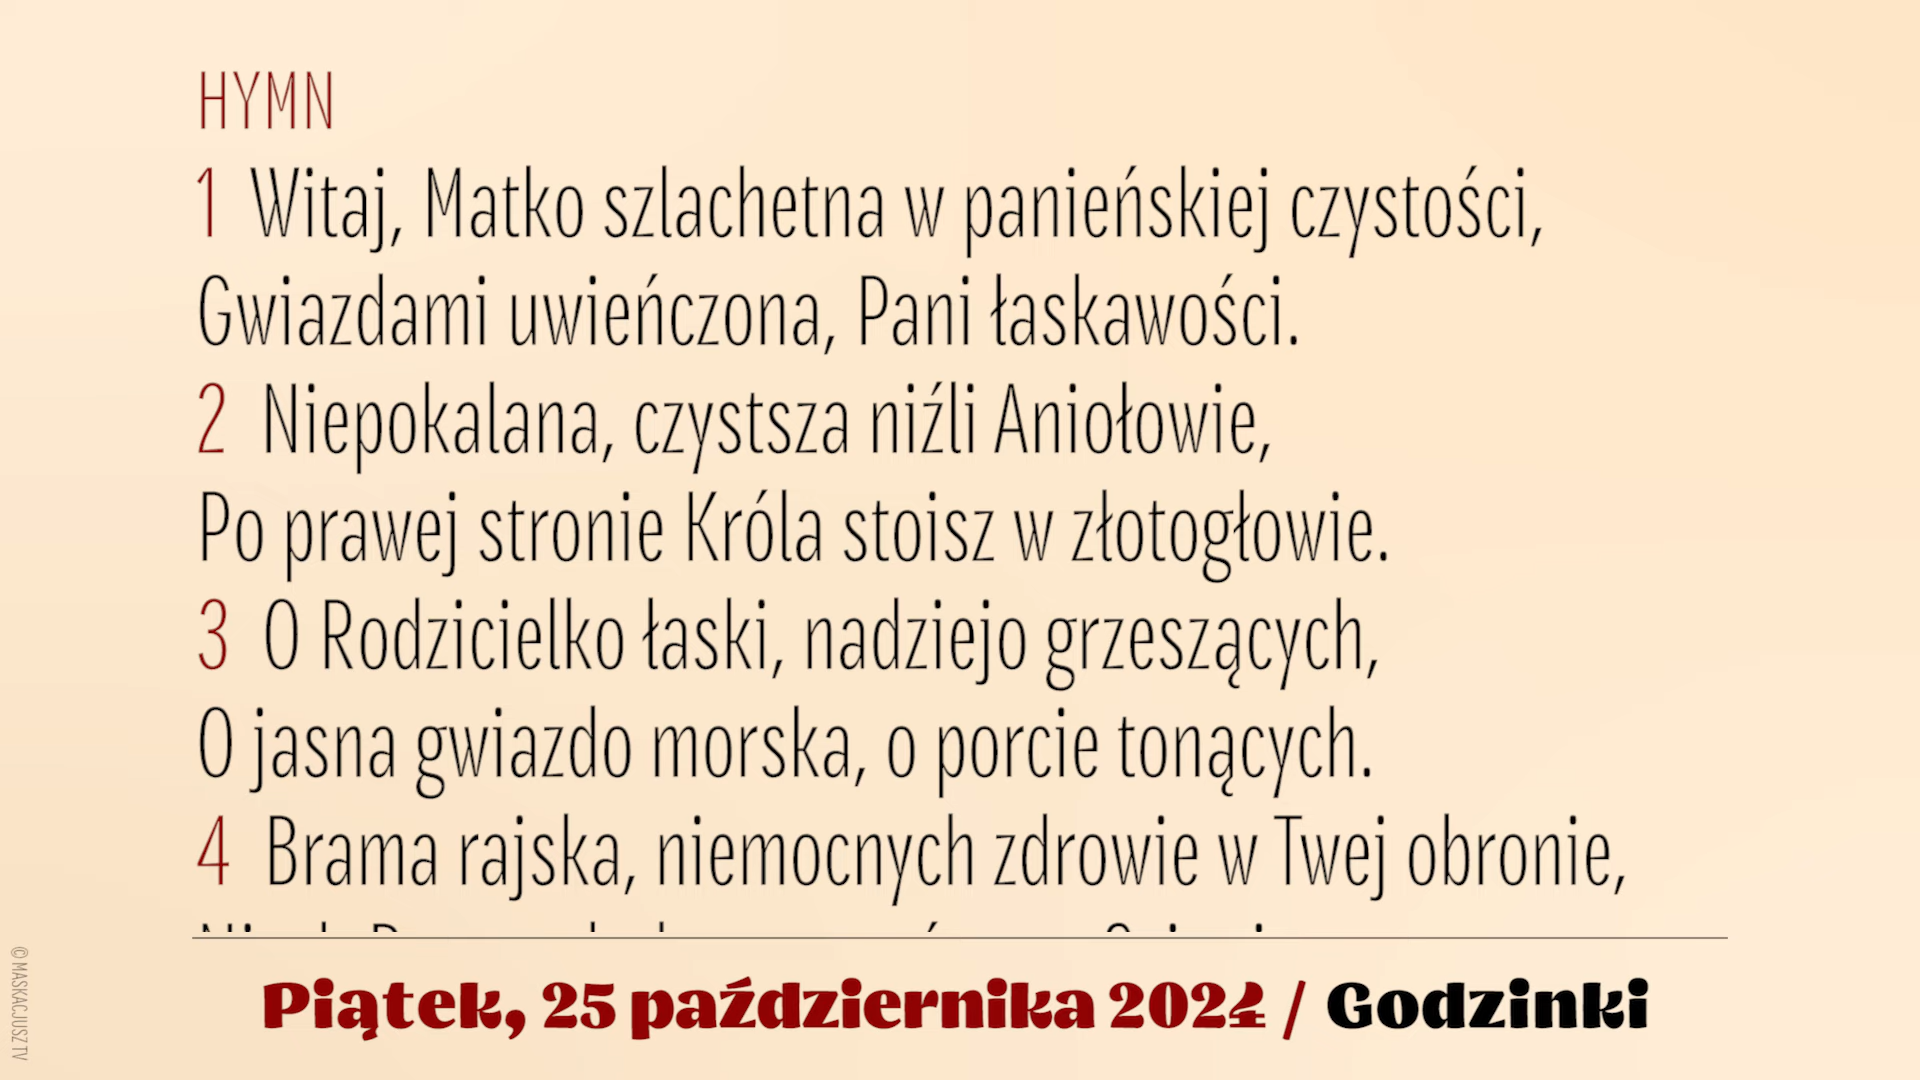 HYMN
1 Witaj, Matko szlachetna w panieńskiej czystości,
Gwiazdami uwieńczona, Pani łaskawości.
2 Niepokalana, czystsza niźli Aniołowie,
Po prawej stronie Króla stoisz w złotogłowie.
3 O Rodzicielko łaski, nadziejo grzeszących,
O jasna gwiazdo morska, o porcie tonących.
4 Brama rajska, niemocnych zdrowie w Twej obronie,
Piątek, 25 października 2024 / Godzinki
© MASKACJUSZ TV